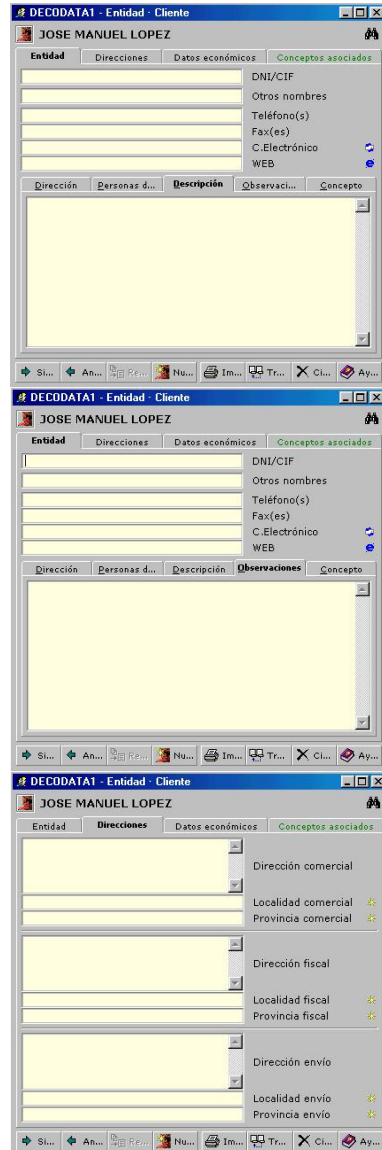 DECODATA1 - Entidad - Cliente
JOSE MANUEL LOPEZ
Entidad Direcciones Datos económicos Conceptos asociados
DNI/CIF
Otros nombres
Teléfono(s)
Fax(es)
C.Electrónico
WEB
Dirección Personas d... Descripción Observaci... Concepto
Si... An... Re... Nu... Im... Tr... Ci... Ay...
DECODATA1 - Entidad - Cliente
JOSE MANUEL LOPEZ
Entidad Direcciones Datos económicos Conceptos asociados
DNI/CIF
Otros nombres
Teléfono(s)
Fax(es)
C.Electrónico
WEB
Dirección Personas d... Descripción Observaciones Concepto
Si... An... Re... Nu... Im... Tr... Ci... Ay...
DECODATA1 - Entidad - Cliente
JOSE MANUEL LOPEZ
Entidad Direcciones Datos económicos Conceptos asociados
Dirección comercial
Localidad comercial
Provincia comercial
Dirección fiscal
Localidad fiscal
Provincia fiscal
Dirección envío
Localidad envío
Provincia envío
Si... An... Re... Nu... Im... Tr... Ci... Ay...